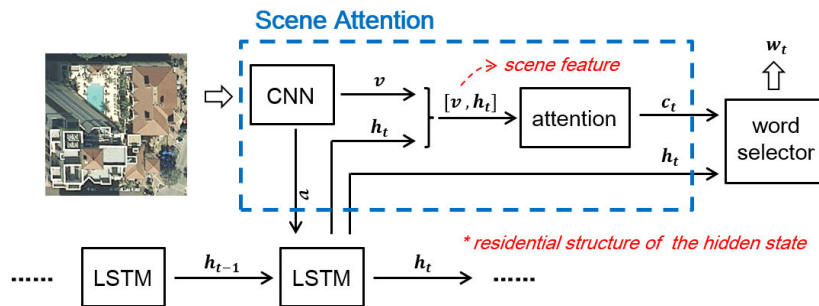 Scene Attention
CNN
v
h_t
[v, h_t]
scene feature
attention
c_t
h_t
w_t
word
selector
a
* residential structure of the hidden state
......
LSTM
h_{t-1}
LSTM
h_t
......